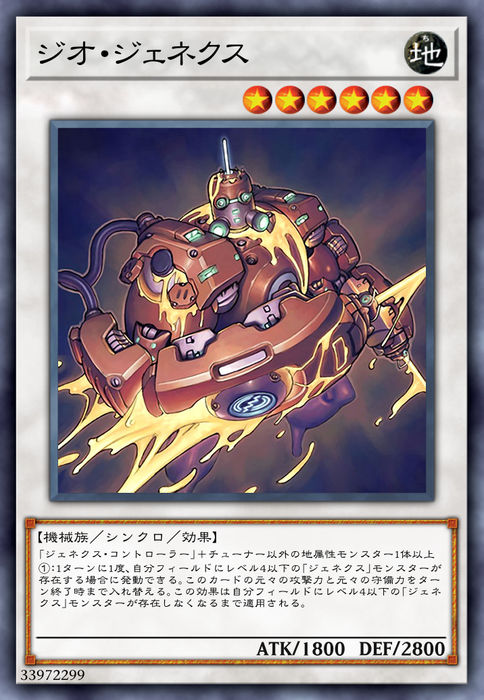 ジオ・ジェネクス
ち
地
【機械族／シンクロ／効果】
「ジェネクス・コントローラー」＋チューナー以外の地属性モンスター1体以上
①：1ターンに1度、自分フィールドにレベル4以下の「ジェネクス」モンスターが
存在する場合に発動できる。このカードの元々の攻撃力と元々の守備力をター
ン終了時まで入れ替える。この効果は自分フィールドにレベル4以下の「ジェネ
クス」モンスターが存在しなくなるまで適用される。
ATK/1800 DEF/2800
33972299